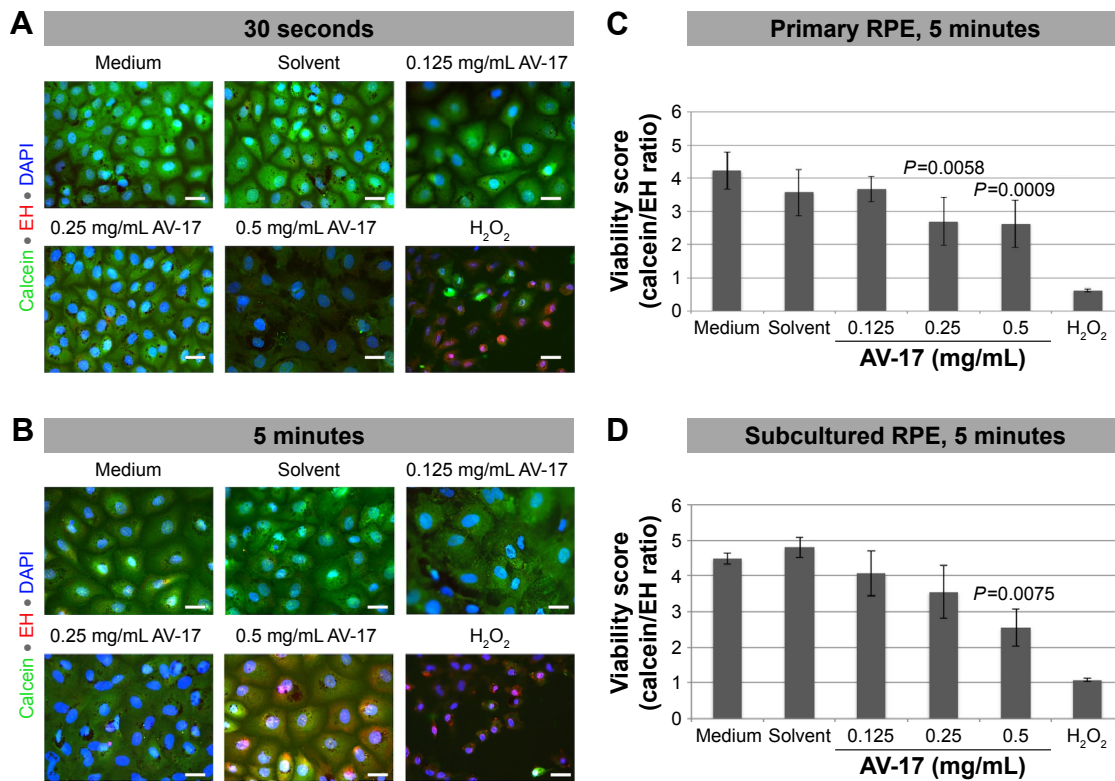 A
30 seconds
Medium Solvent 0.125 mg/mL AV-17
0.25 mg/mL AV-17 0.5 mg/mL AV-17 H₂O₂
Calcein • EH • DAPI
B
5 minutes
Medium Solvent 0.125 mg/mL AV-17
0.25 mg/mL AV-17 0.5 mg/mL AV-17 H₂O₂
Calcein • EH • DAPI
C
Primary RPE, 5 minutes
Viability score
(calcein/EH ratio)
6
5
4
3
2
1
0
P=0.0058
P=0.0009
Medium Solvent 0.125 0.25 0.5 H₂O₂
AV-17 (mg/mL)
D
Subcultured RPE, 5 minutes
Viability score
(calcein/EH ratio)
6
5
4
3
2
1
0
P=0.0075
Medium Solvent 0.125 0.25 0.5 H₂O₂
AV-17 (mg/mL)